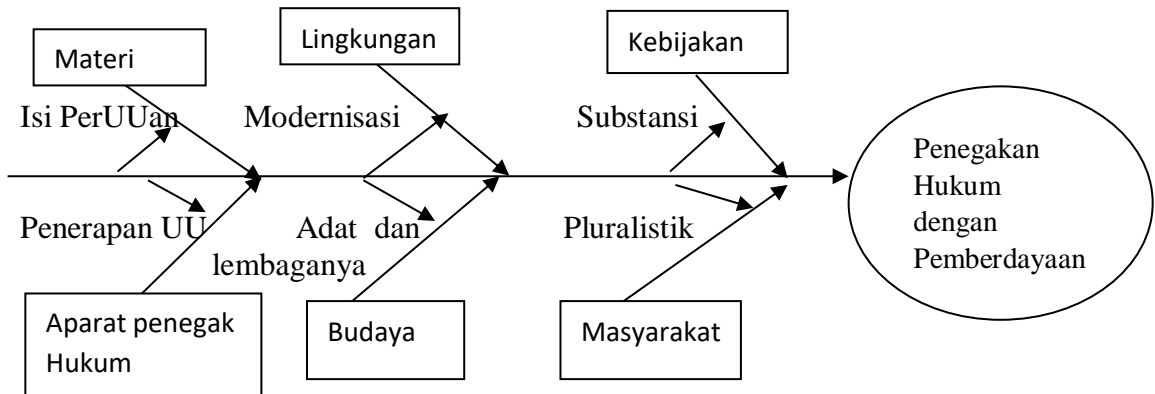 Materi
Lingkungan
Kebijakan
Isi PerUUan
Modernisasi
Substansi
Penegakan
Hukum
dengan
Pemberdayaan
Penerapan UU
Adat dan
lembaganya
Pluralistik
Aparat penegak
Hukum
Budaya
Masyarakat